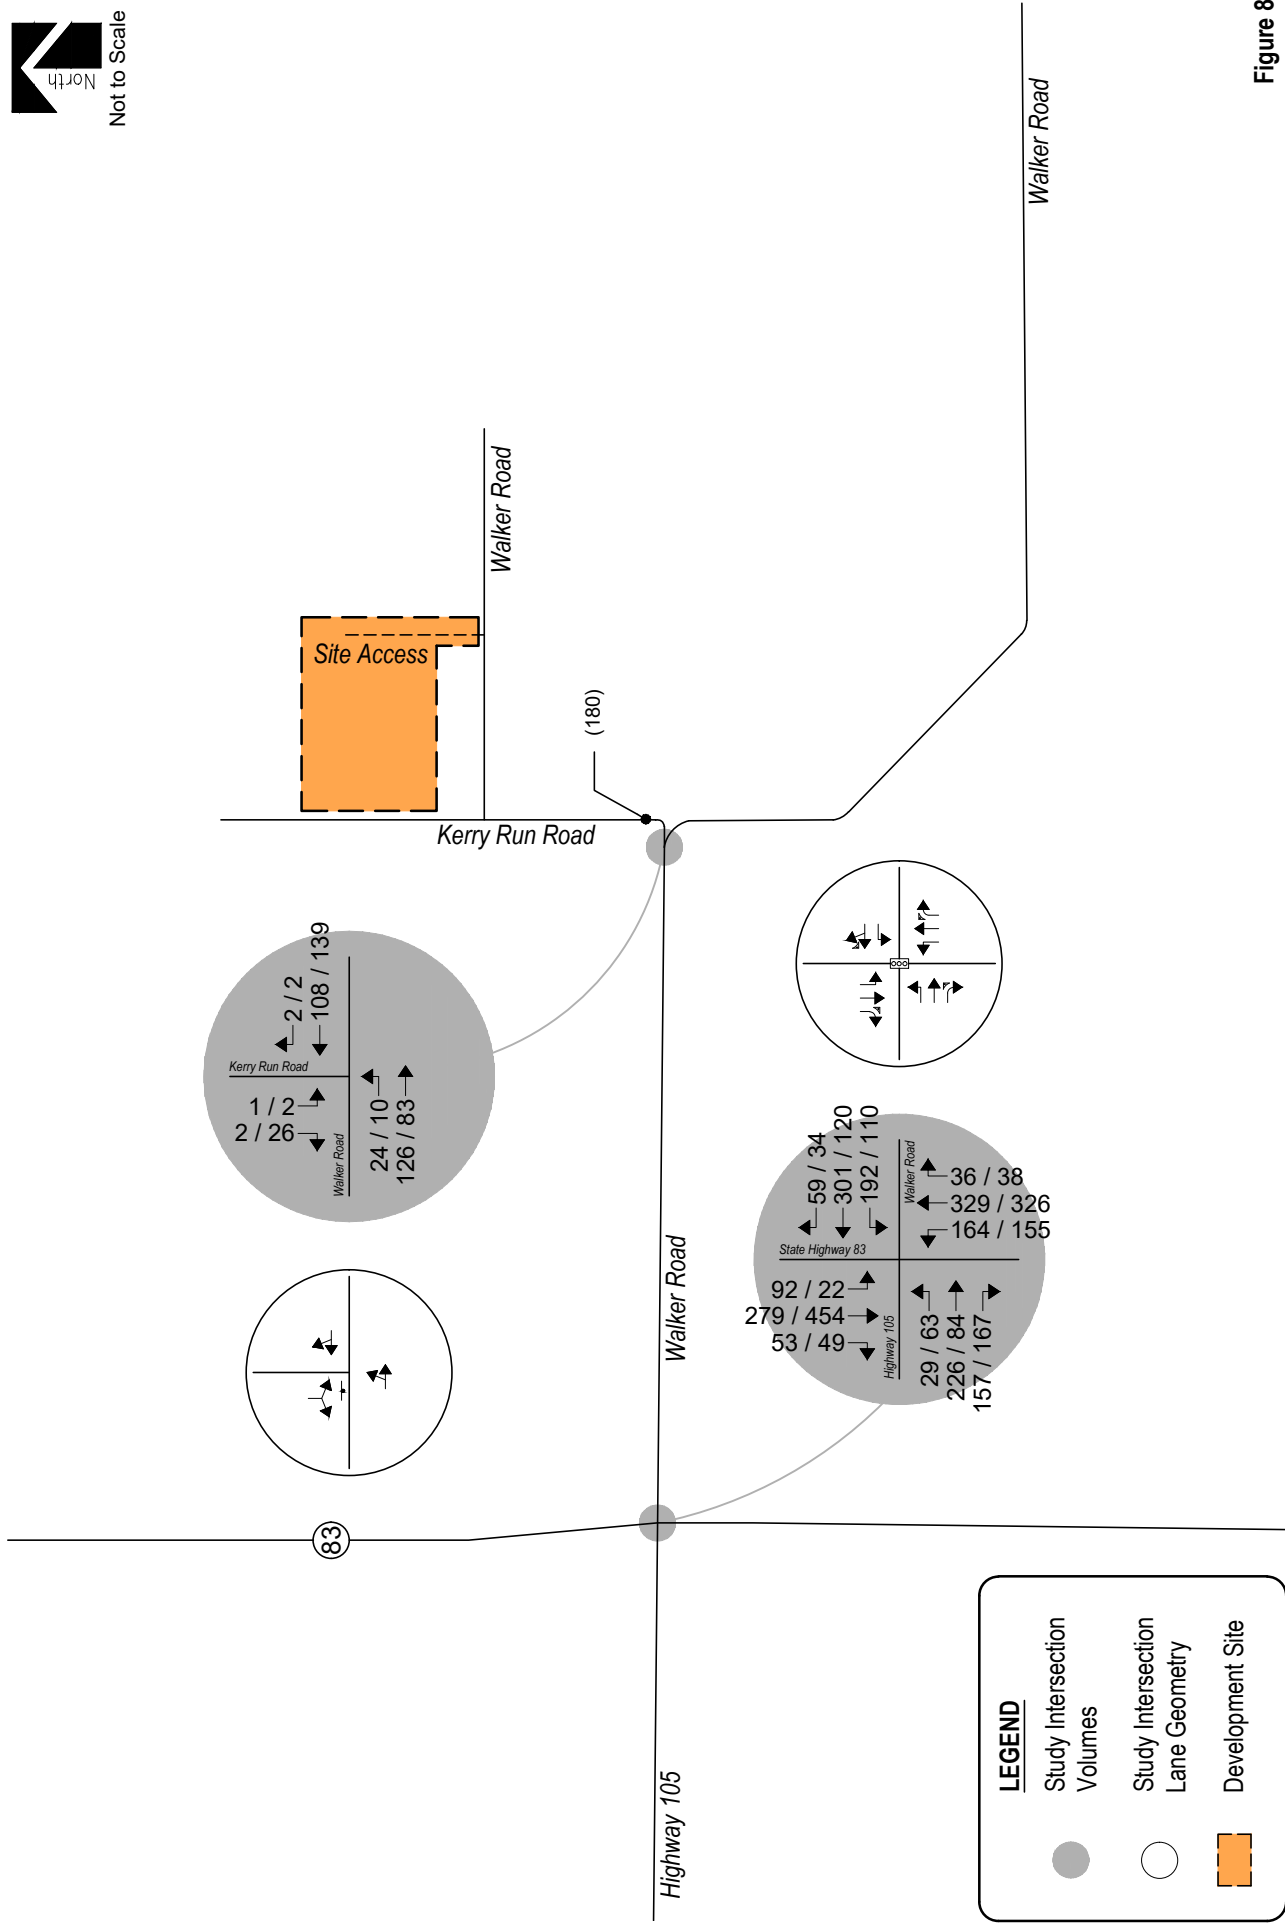 North
Not to Scale
Figure 8
Walker Road
Walker Road
Site Access
(180)
Kerry Run Road
2 / 2
108 / 139
Kerry Run Road
1 / 2
2 / 26
Walker Road
24 / 10
126 / 83
59 / 34
301 / 120
192 / 110
State Highway 83
Walker Road
92 / 22
279 / 454
53 / 49
Highway 105
36 / 38
329 / 326
164 / 155
29 / 63
226 / 84
157 / 167
Walker Road
83
Highway 105
LEGEND
Study Intersection
Volumes
Study Intersection
Lane Geometry
Development Site